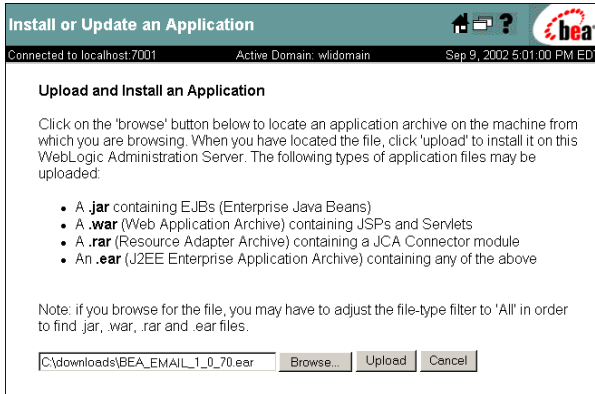 Install or Update an Application
? bea
Connected to localhost:7001 Active Domain: wlidomain Sep 9, 2002 5:01:00 PM ED
Upload and Install an Application
Click on the 'browse' button below to locate an application archive on the machine from
which you are browsing. When you have located the file, click 'upload' to install it on this
WebLogic Administration Server. The following types of application files may be
uploaded:
• A .jar containing EJBs (Enterprise Java Beans)
• A .war (Web Application Archive) containing JSPs and Servlets
• A .rar (Resource Adapter Archive) containing a JCA Connector module
• An .ear (J2EE Enterprise Application Archive) containing any of the above
Note: if you browse for the file, you may have to adjust the file-type filter to 'All' in order
to find .jar, .war, .rar and .ear files.
C:\downloads\BEA_EMAIL_1_0_70.ear Browse... Upload Cancel